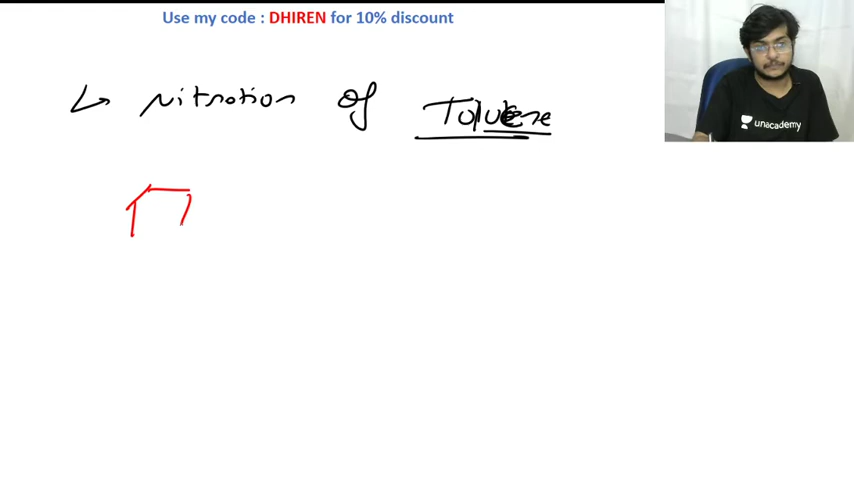 Use my code : DHIREN for 10% discount
↳ Nitration of Toluene
unacademy